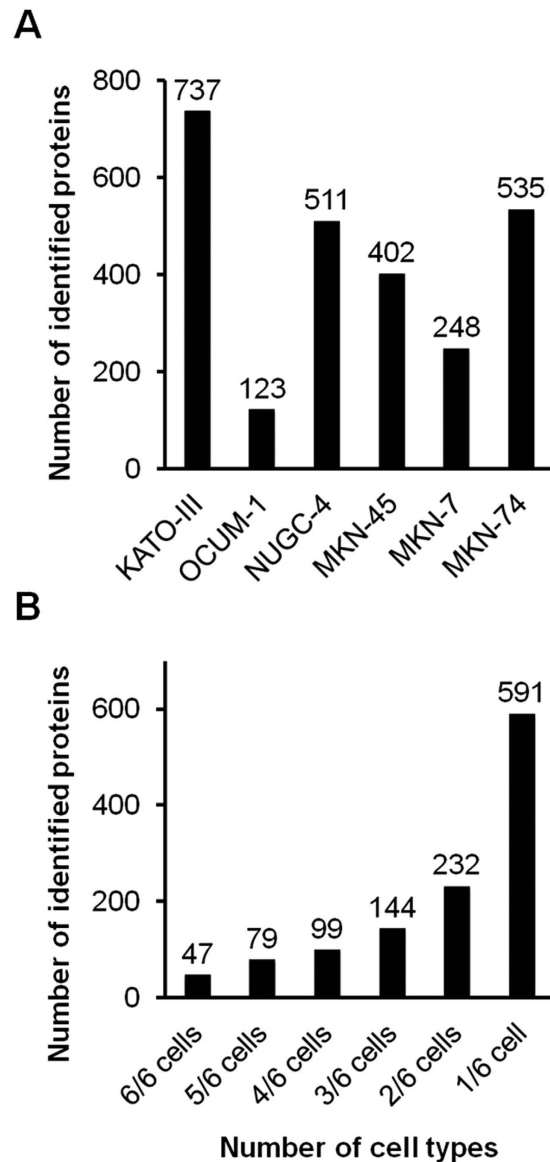 A
Number of identified proteins
800
600
400
200
0
737
123
511
402
248
535
KATO-III
OCUM-1
NUGC-4
MKN-45
MKN-7
MKN-74
B
Number of identified proteins
600
400
200
0
47
79
99
144
232
591
6/6 cells
5/6 cells
4/6 cells
3/6 cells
2/6 cells
1/6 cell
Number of cell types